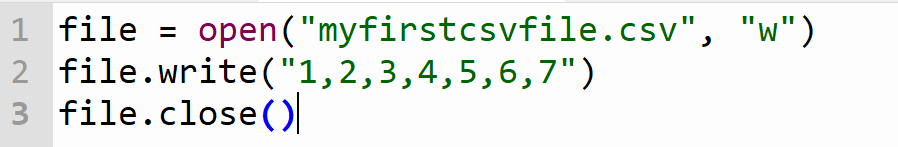 1 file = open("myfirstcsvfile.csv", "w")
2 file.write("1,2,3,4,5,6,7")
3 file.close()